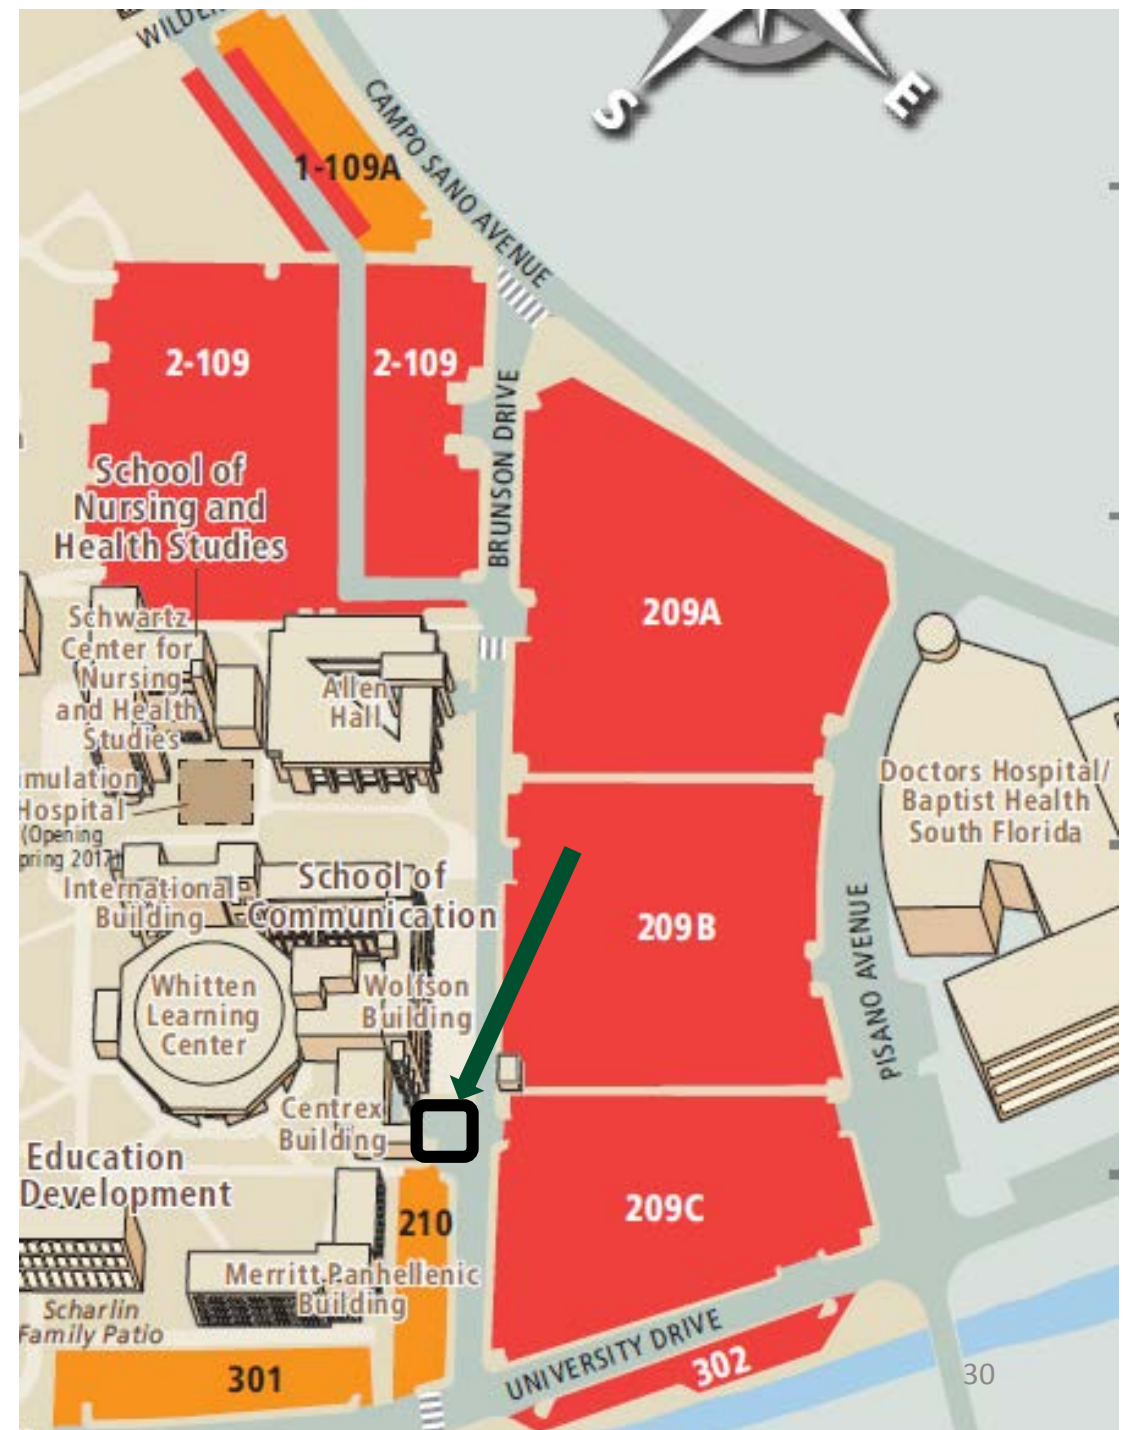 WILDER
S
E
CAMPO SANO AVENUE
1-109A
2-109
2-109
BRUNSON DRIVE
School of
Nursing and
Health Studies
209A
Schwartz
Center for
Nursing
and Health
Studies
Allen
Hall
mulation
Hospital
(Opening
pring 2017)
Doctors Hospital/
Baptist Health
South Florida
International
Building
School of
Communication
209B
PISANO AVENUE
Whitten
Learning
Center
Wolfson
Building
Centrex
Building
Education
Development
209C
210
Merritt Panhellenic
Building
Scharlin
Family Patio
301
UNIVERSITY DRIVE
302
30